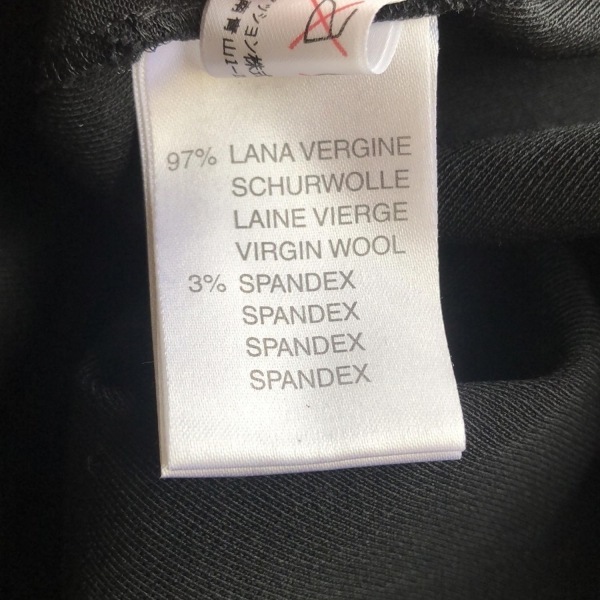 97% LANA VERGINE
SCHURWOLLE
LAINE VIERGE
VIRGIN WOOL
3% SPANDEX
SPANDEX
SPANDEX
SPANDEX